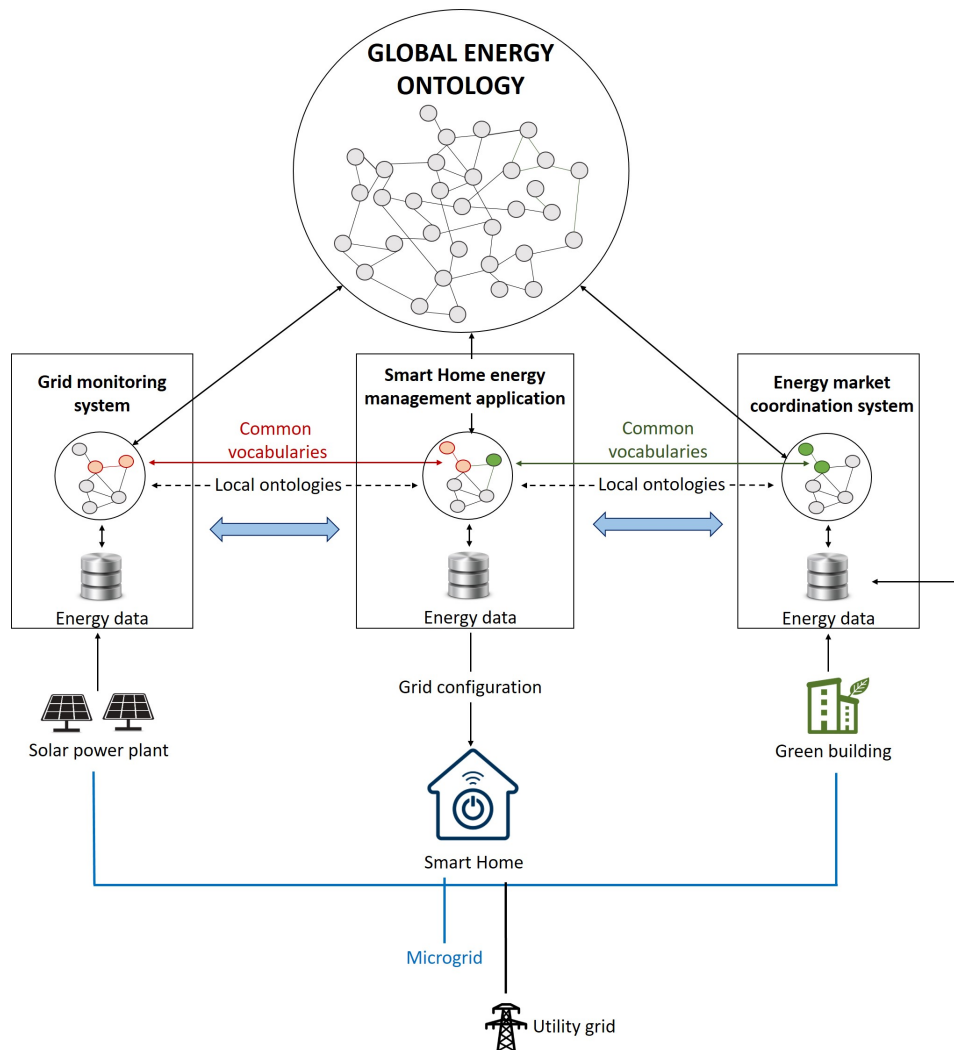 GLOBAL ENERGY
ONTOLOGY
Grid monitoring
system
Smart Home energy
management application
Energy market
coordination system
Common
vocabularies
Common
vocabularies
Local ontologies
Local ontologies
Energy data
Energy data
Energy data
Grid configuration
Solar power plant
Green building
Smart Home
Microgrid
Utility grid